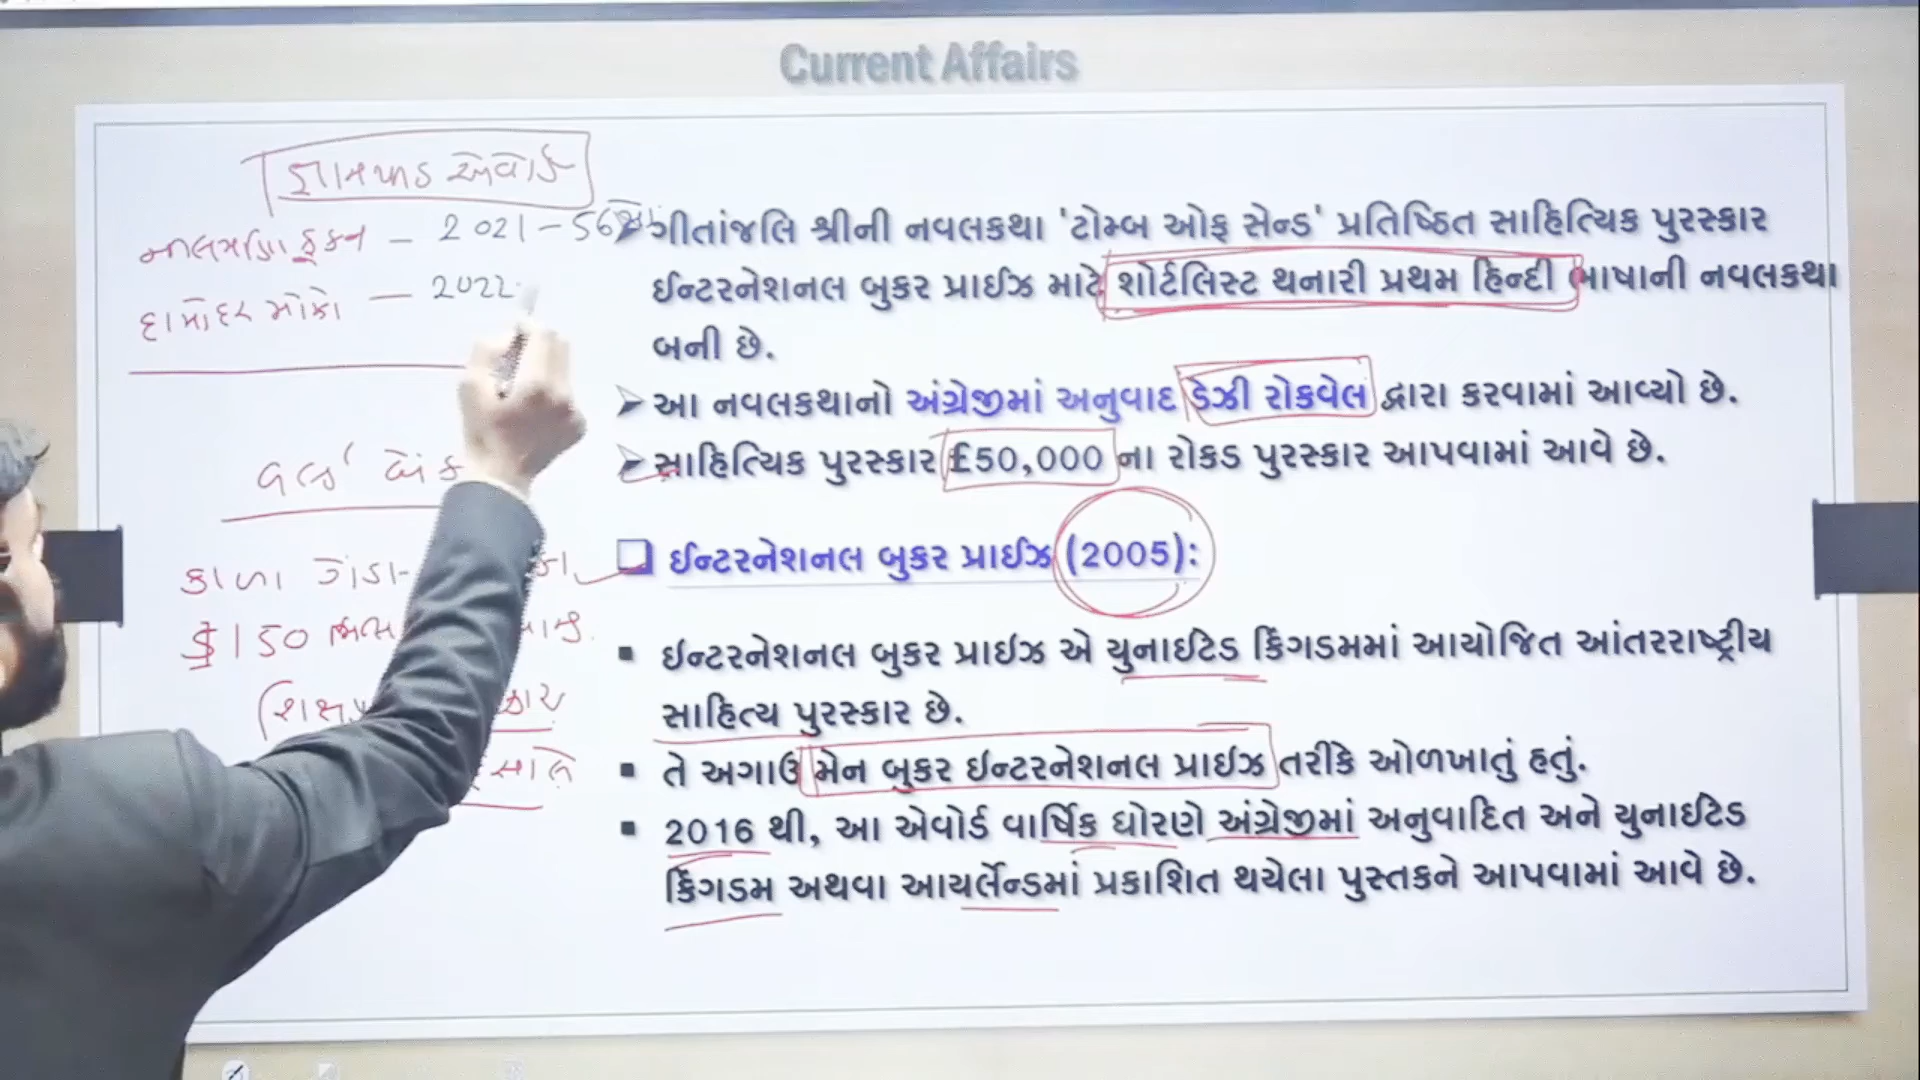 Current Affairs
જ્ઞાનપીઠ એવોર્ડ
નીલમણિ ફૂકન – 2021 – 56
દામોદર મૌઝો – 2022
ગીતાંજલિ શ્રીની નવલકથા 'ટોમ્બ ઓફ સેન્ડ' પ્રતિષ્ઠિત સાહિત્યિક પુરસ્કાર
ઈન્ટરનેશનલ બુકર પ્રાઈઝ માટે શોર્ટલિસ્ટ થનારી પ્રથમ હિન્દી ભાષાની નવલકથા
બની છે.
આ નવલકથાનો અંગ્રેજીમાં અનુવાદ ડેઝી રોકવેલ દ્વારા કરવામાં આવ્યો છે.
સાહિત્યિક પુરસ્કાર £50,000 ના રોકડ પુરસ્કાર આપવામાં આવે છે.
ઈન્ટરનેશનલ બુકર પ્રાઈઝ (2005):
ઈન્ટરનેશનલ બુકર પ્રાઈઝ એ યુનાઈટેડ કિંગડમમાં આયોજિત આંતરરાષ્ટ્રીય
સાહિત્ય પુરસ્કાર છે.
તે અગાઉ મેન બુકર ઈન્ટરનેશનલ પ્રાઈઝ તરીકે ઓળખાતું હતું.
2016 થી, આ એવોર્ડ વાર્ષિક ધોરણે અંગ્રેજીમાં અનુવાદિત અને યુનાઈટેડ
કિંગડમ અથવા આયર્લેન્ડમાં પ્રકાશિત થયેલા પુસ્તકને આપવામાં આવે છે.
વર્લ્ડ બેંક
કાળા ગેંડા
$150